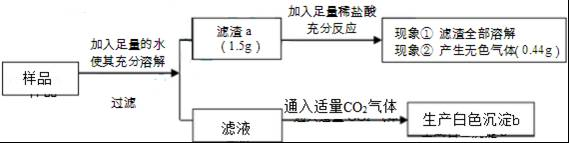 样品
加入足量的水
使其充分溶解
过滤
滤渣 a
(1.5g)
加入足量稀盐酸
充分反应
现象① 滤渣全部溶解
现象② 产生无色气体(0.44g)
滤液
通入适量CO₂气体
生产白色沉淀b